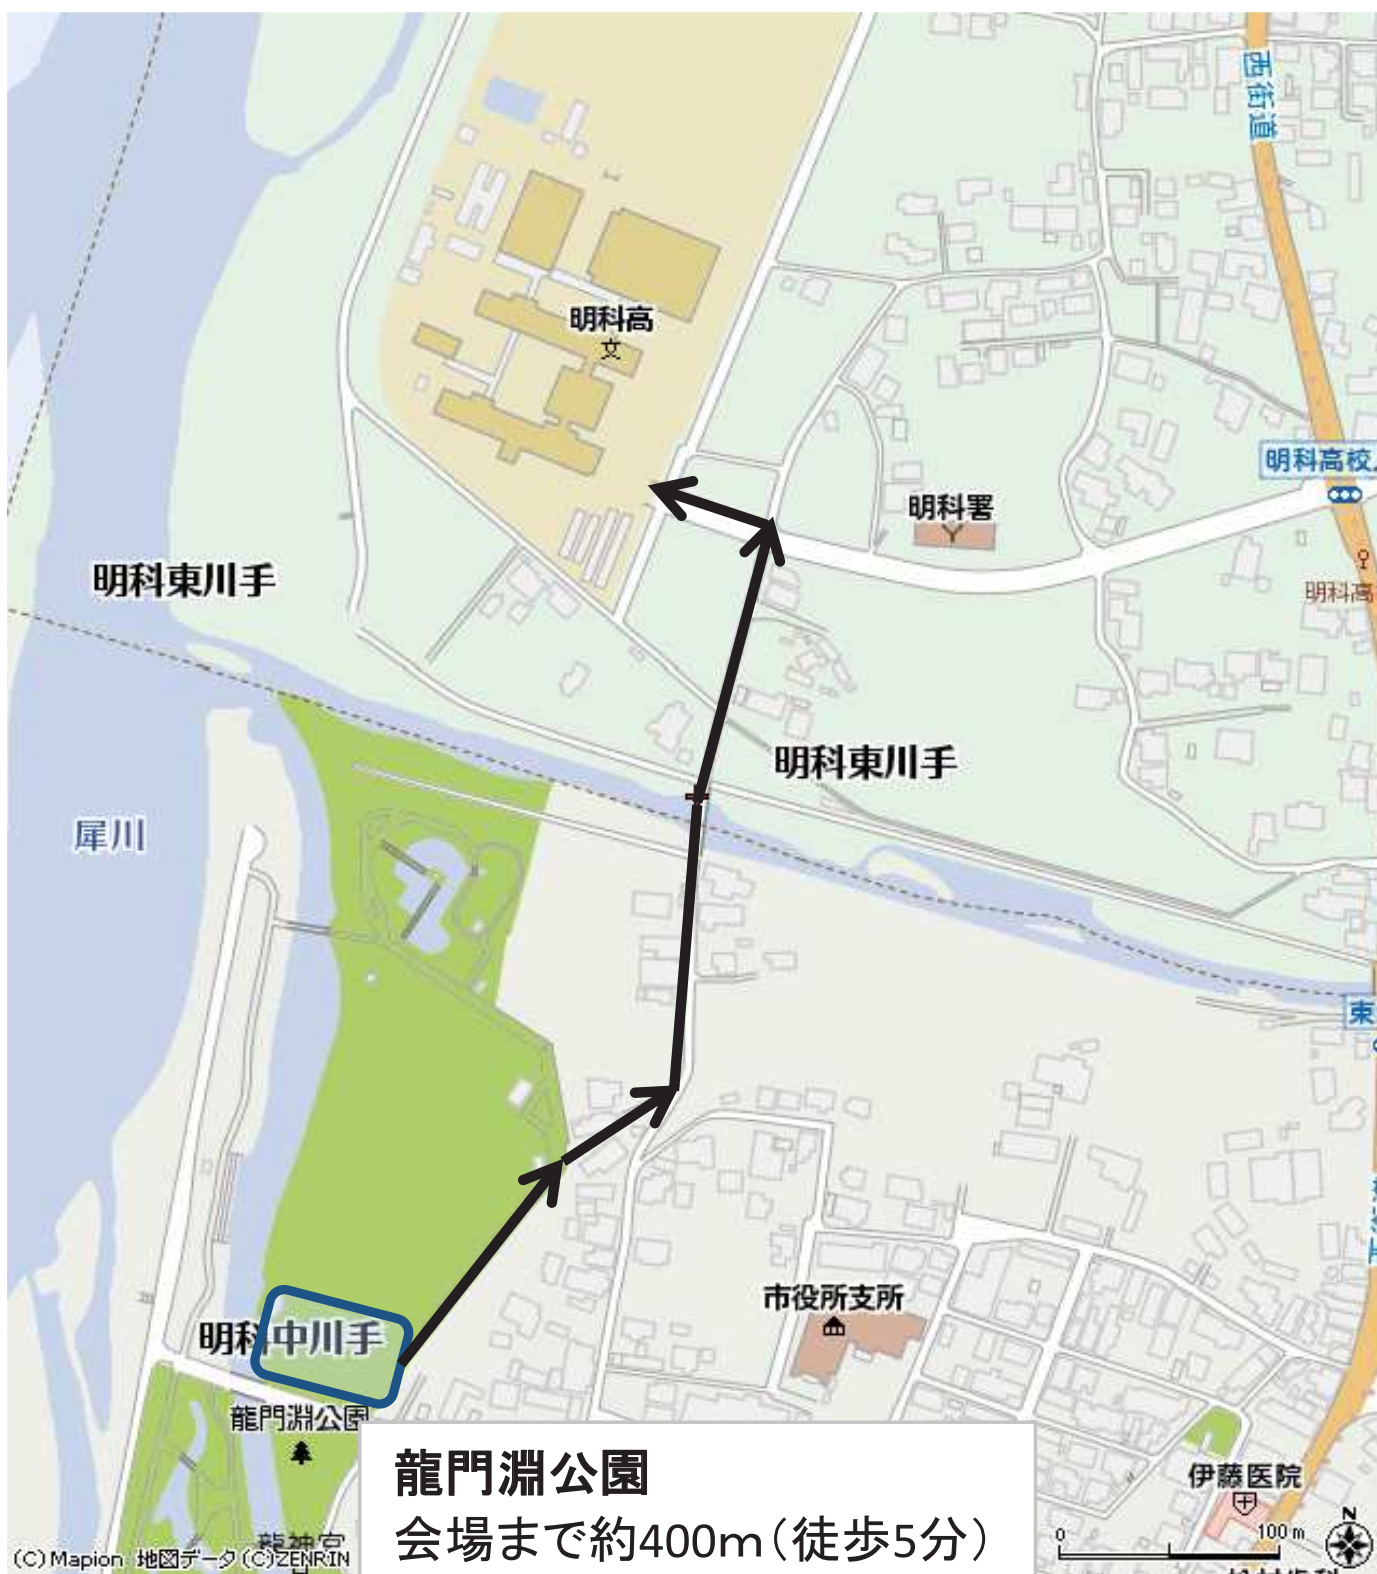 西街道
明科高
明科高校
明科署
明科高
明科東川手
明科東川手
犀川
東
市役所支所
明科中川手
龍門淵公園
龍門淵公園
会場まで約400m（徒歩5分）
伊藤医院
龍神宮
0 100m
N
(C)Mapion 地図データ(C)ZENRIN